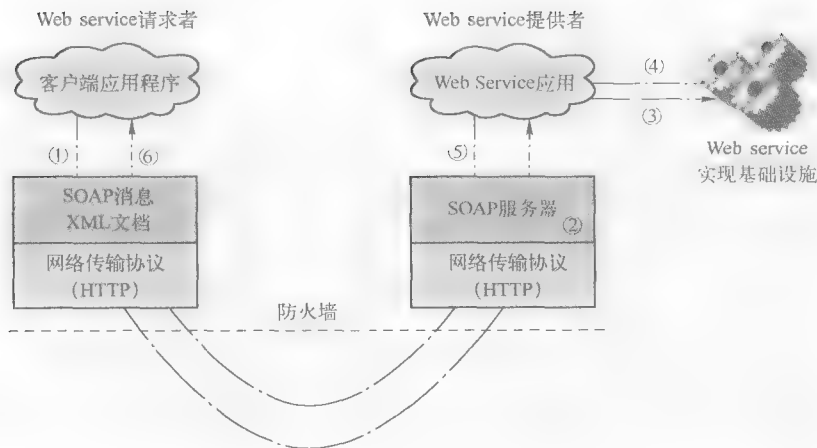 Web service请求者
Web service提供者
客户端应用程序
Web Service应用
④
③
Web service
实现基础设施
①
⑥
⑤
SOAP消息
XML文档
SOAP服务器
②
网络传输协议
（HTTP）
网络传输协议
（HTTP）
防火墙